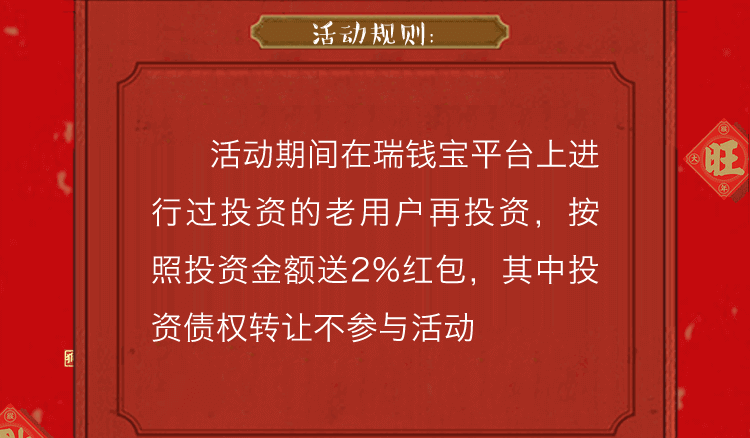 活动规则:
活动期间在瑞钱宝平台上进
行过投资的老用户再投资，按
照投资金额送2%红包，其中投
资债权转让不参与活动
旺
大
年